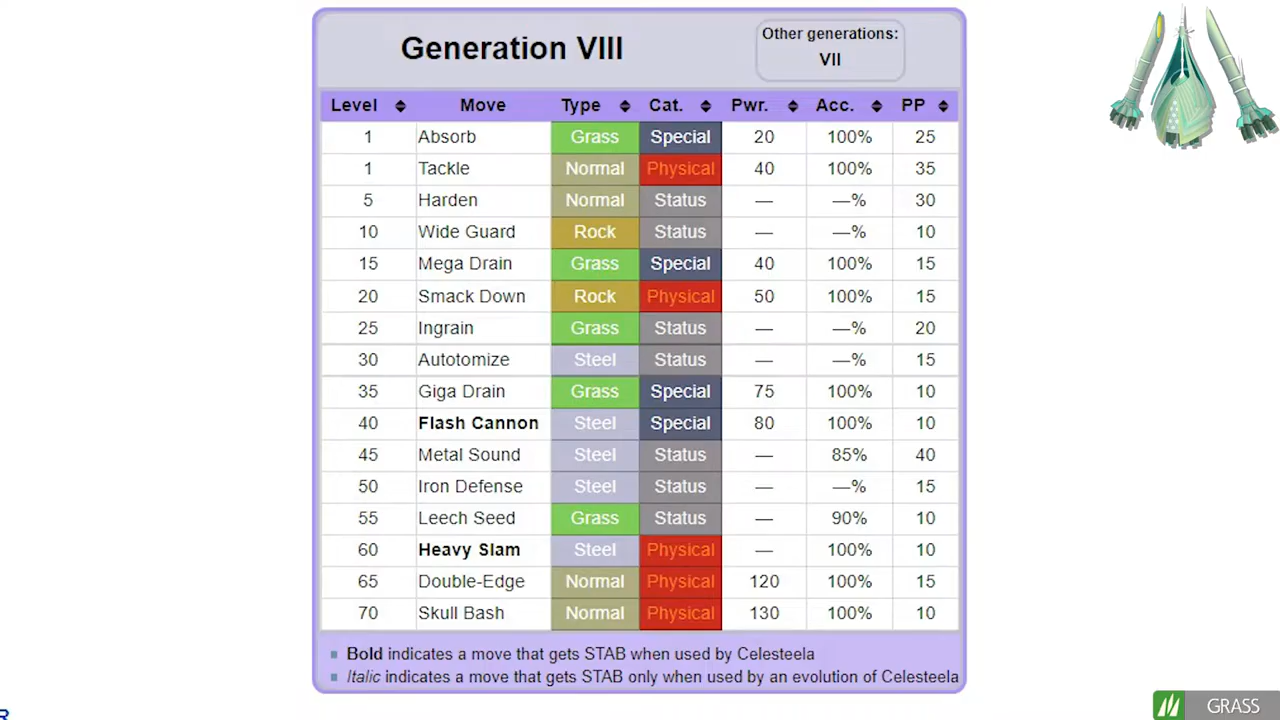 Generation VIII
Other generations:
VII
Level Move Type Cat. Pwr. Acc. PP
1 Absorb Grass Special 20 100% 25
1 Tackle Normal Physical 40 100% 35
5 Harden Normal Status — —% 30
10 Wide Guard Rock Status — —% 10
15 Mega Drain Grass Special 40 100% 15
20 Smack Down Rock Physical 50 100% 15
25 Ingrain Grass Status — —% 20
30 Autotomize Steel Status — —% 15
35 Giga Drain Grass Special 75 100% 10
40 Flash Cannon Steel Special 80 100% 10
45 Metal Sound Steel Status — 85% 40
50 Iron Defense Steel Status — —% 15
55 Leech Seed Grass Status — 90% 10
60 Heavy Slam Steel Physical — 100% 10
65 Double-Edge Normal Physical 120 100% 15
70 Skull Bash Normal Physical 130 100% 10
Bold indicates a move that gets STAB when used by Celesteela
Italic indicates a move that gets STAB only when used by an evolution of Celesteela
GRASS